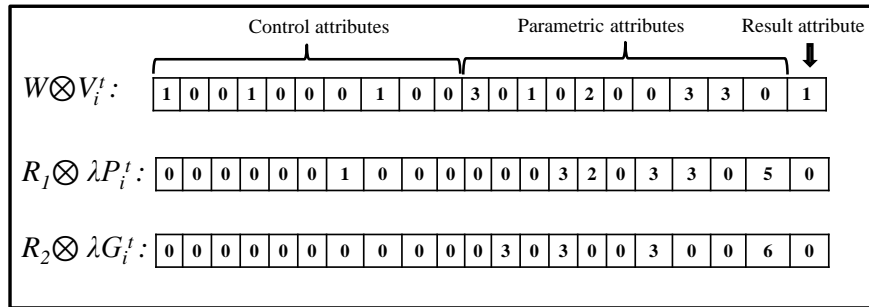 Control attributes Parametric attributes Result attribute
W⊗V_i^t: 1 0 0 1 0 0 0 1 0 0 3 0 1 0 2 0 0 3 3 0 1
R_1⊗ λP_i^t: 0 0 0 0 0 0 1 0 0 0 0 0 0 3 2 0 3 3 0 5 0
R_2⊗ λG_i^t: 0 0 0 0 0 0 0 0 0 0 0 3 0 3 0 0 3 0 0 6 0